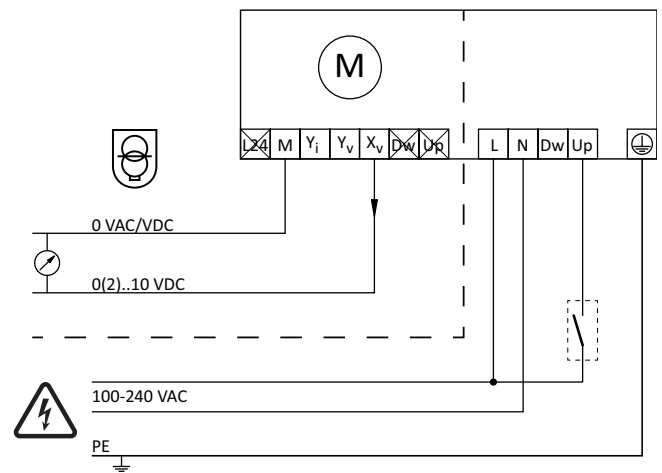 M
L24 M Yi Yv Xv Dw Up L N Dw Up
0 VAC/VDC
0(2)..10 VDC
100-240 VAC
PE